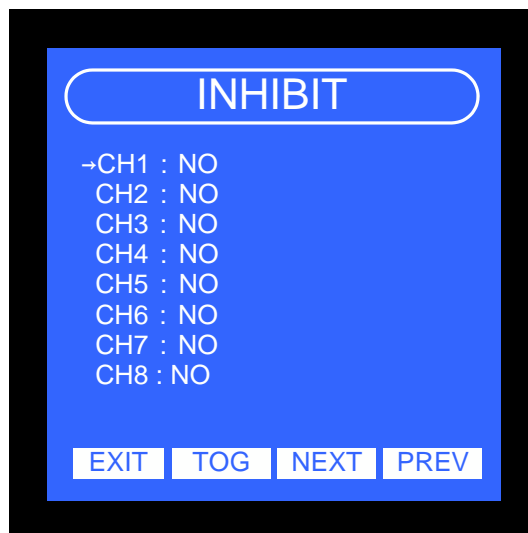 INHIBIT
→CH1 : NO
CH2 : NO
CH3 : NO
CH4 : NO
CH5 : NO
CH6 : NO
CH7 : NO
CH8 : NO
EXIT TOG NEXT PREV